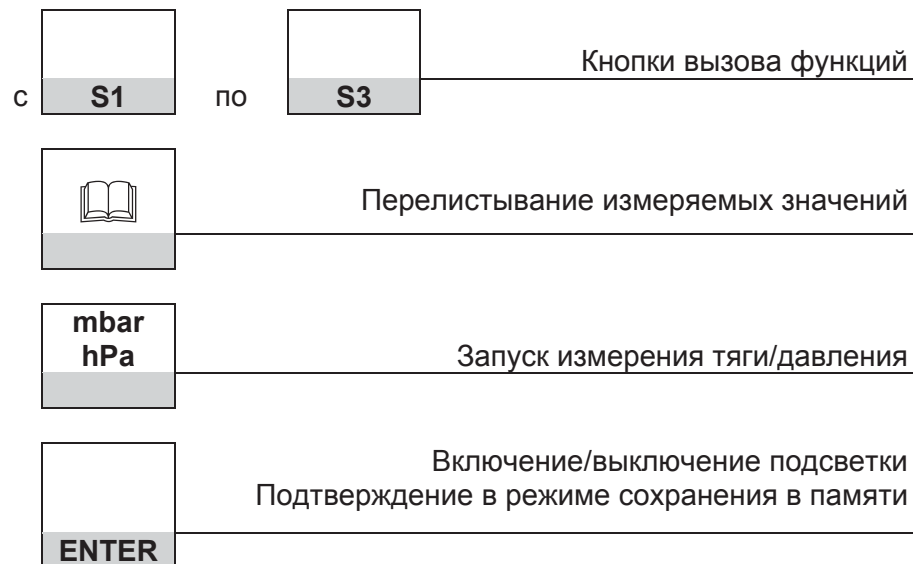 Кнопки вызова функций
с S1 по S3
Перелистывание измеряемых значений
mbar
hPa
Запуск измерения тяги/давления
Включение/выключение подсветки
Подтверждение в режиме сохранения в памяти
ENTER